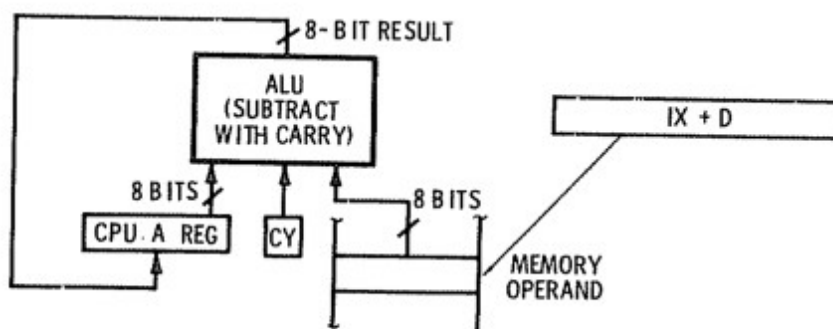 8-BIT RESULT
ALU
(SUBTRACT
WITH CARRY)
IX + D
8 BITS
8 BITS
CPU. A REG
CY
MEMORY
OPERAND